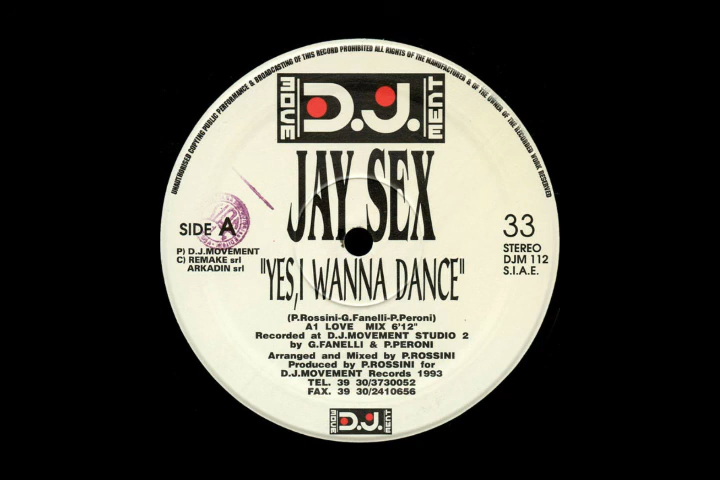 UNAUTHORISED COPYING PUBLIC PERFORMANCE & BROADCASTING OF THIS RECORD PROHIBITED ALL RIGHTS OF THE MANUFACTURER & OF THE OWNER OF THE RECORDED WORK RESERVED
MOVE D.J. MENT
JAY SEX
SIDE A
P) D.J.MOVEMENT
C) REMAKE srl
ARKADIN srl
33
STEREO
DJM 112
S.I.A.E.
"YES,I WANNA DANCE"
(P.Rossini-G.Fanelli-P.Peroni)
A1 LOVE MIX 6'12"
Recorded at D.J.MOVEMENT STUDIO 2
by G.FANELLI & P.PERONI
Arranged and Mixed by P.ROSSINI
Produced by P.ROSSINI for
D.J.MOVEMENT Records 1993
TEL. 39 30/3730052
FAX. 39 30/2410656
MOVE D.J. MENT